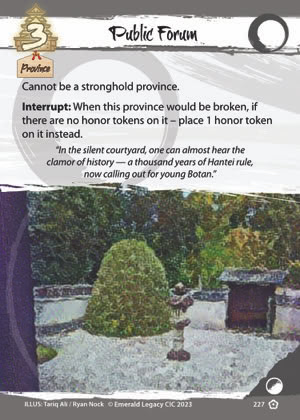 Public Forum
3
Province
Cannot be a stronghold province.
Interrupt: When this province would be broken, if
there are no honor tokens on it – place 1 honor token
on it instead.
"In the silent courtyard, one can almost hear the
clamor of history — a thousand years of Hantei rule,
now calling out for young Botan."
ILLUS: Tariq Ali / Ryan Nock © Emerald Legacy CIC 2023
227